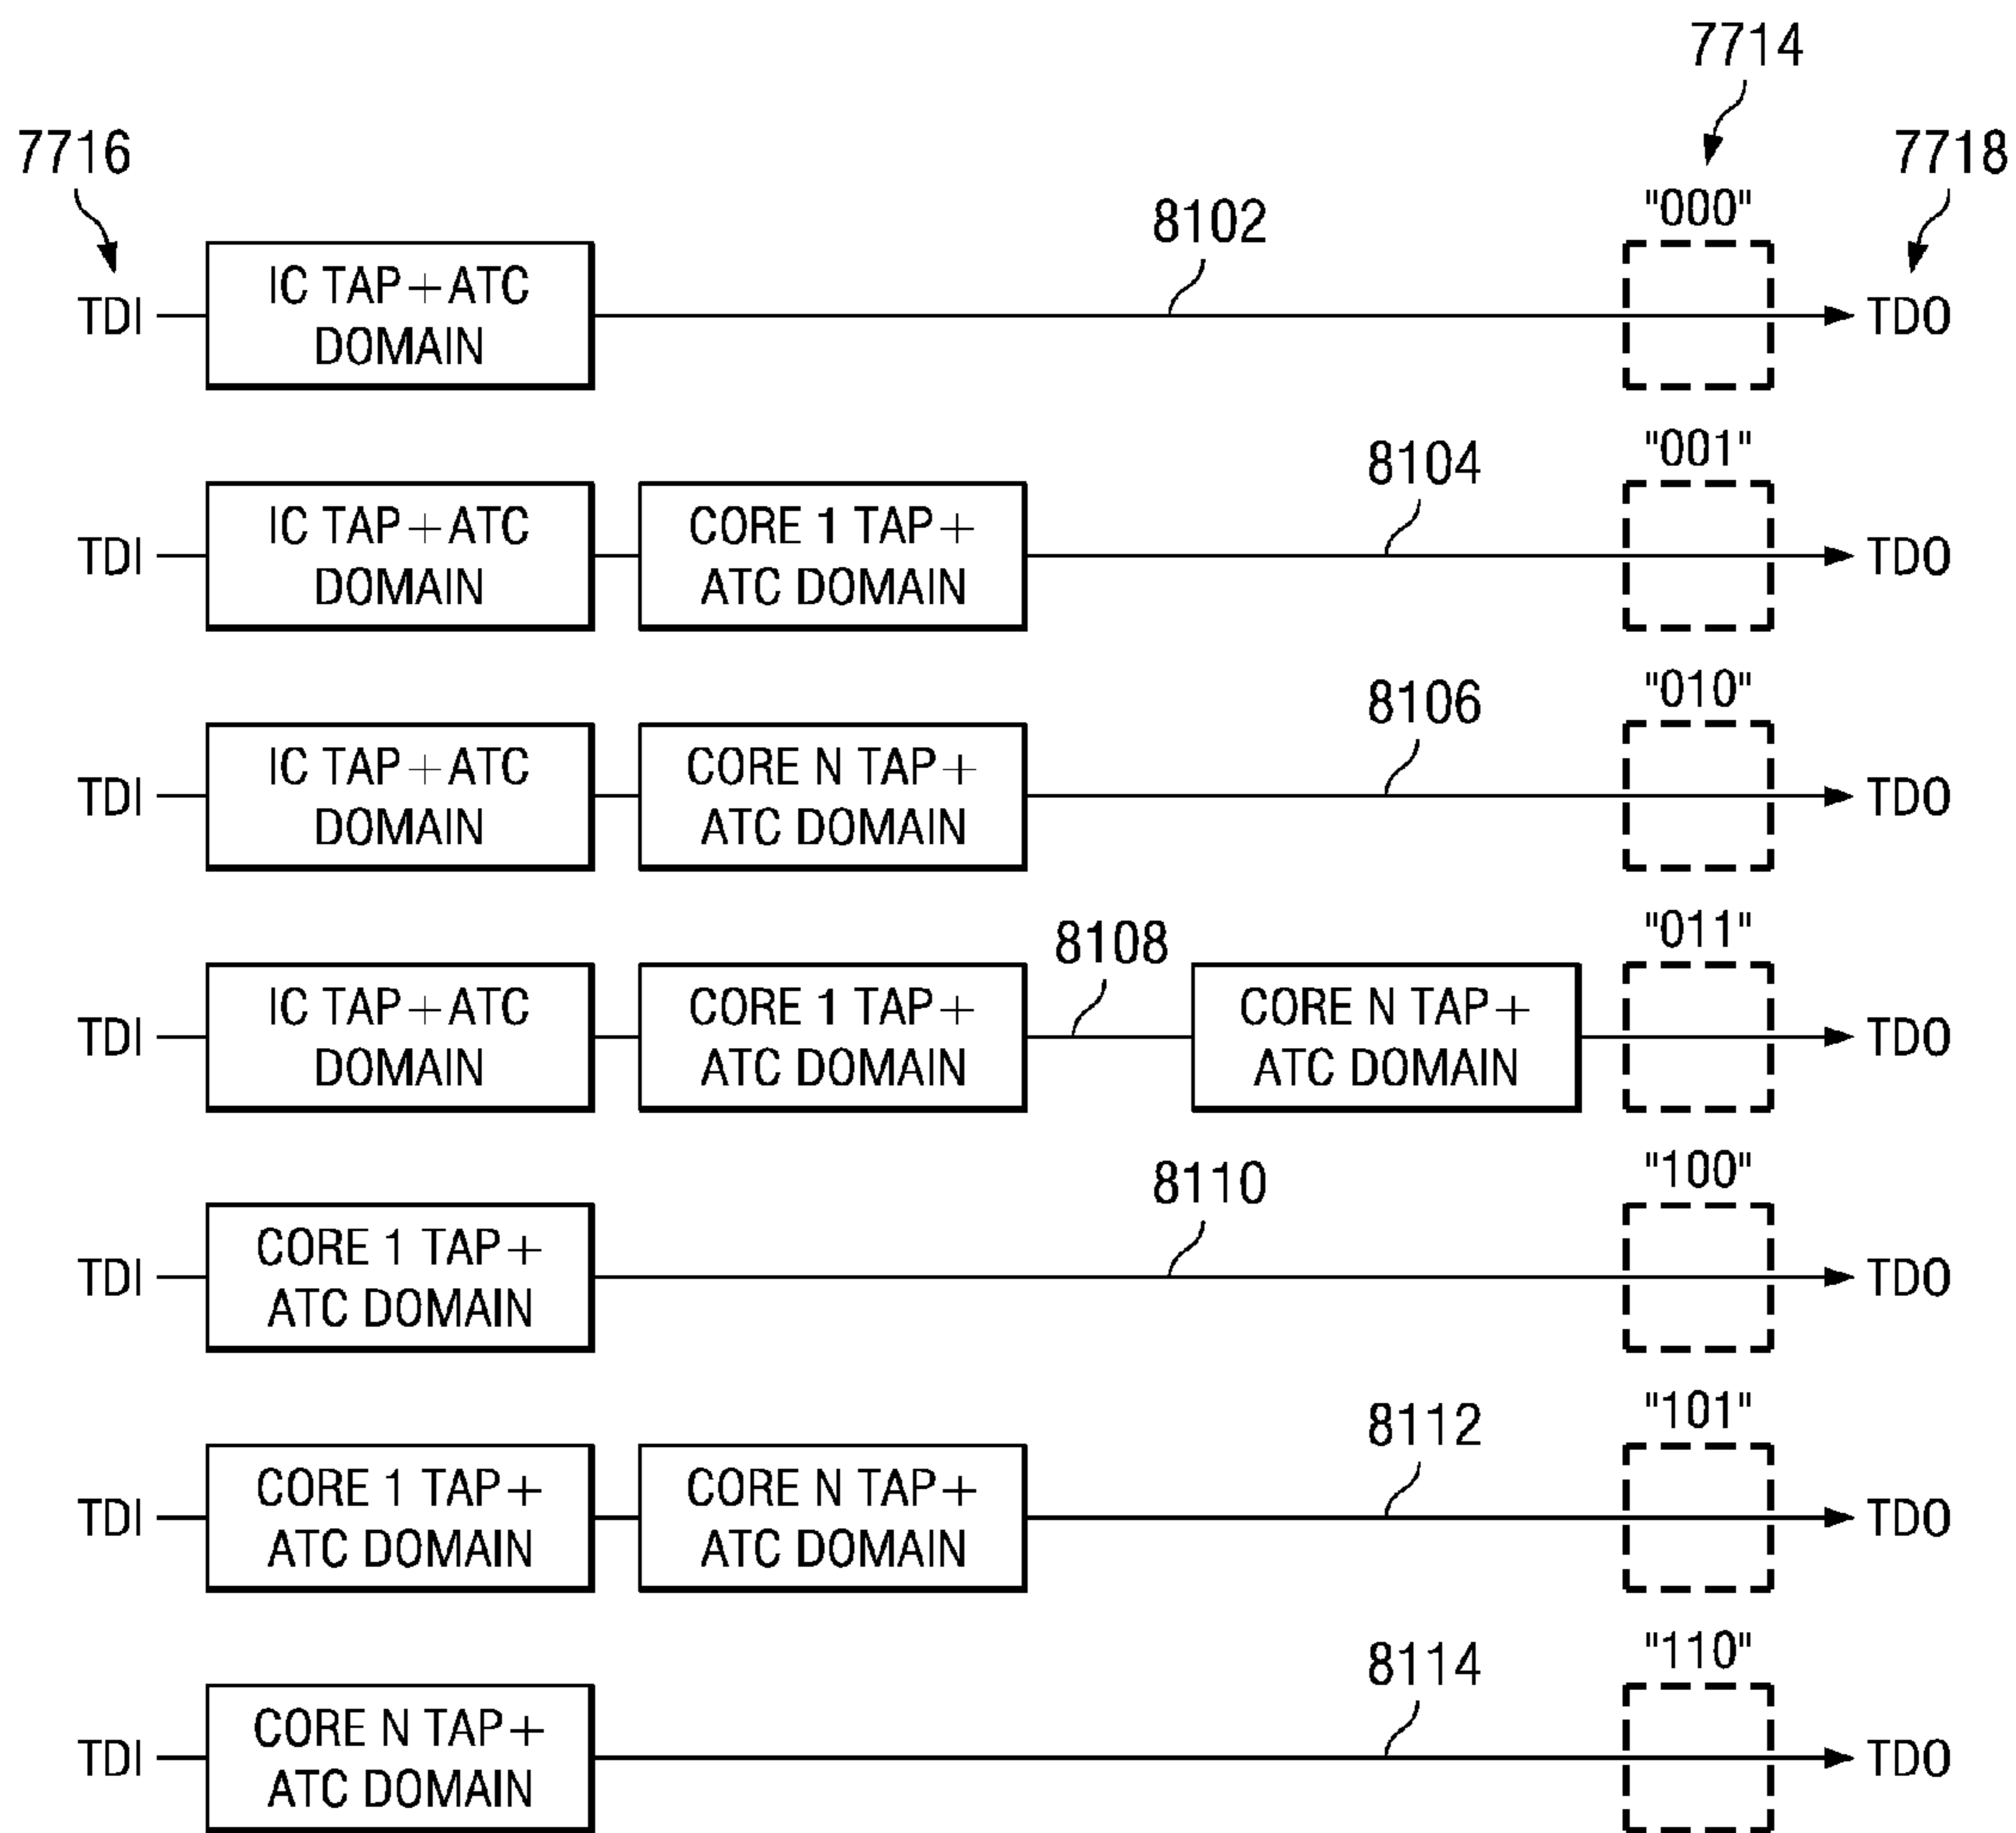 7714
7716
7718
"000"
8102
TDI
IC TAP+ATC
DOMAIN
TDO
"001"
8104
TDI
IC TAP+ATC
DOMAIN
CORE 1 TAP+
ATC DOMAIN
TDO
"010"
8106
TDI
IC TAP+ATC
DOMAIN
CORE N TAP+
ATC DOMAIN
TDO
"011"
8108
TDI
IC TAP+ATC
DOMAIN
CORE 1 TAP+
ATC DOMAIN
CORE N TAP+
ATC DOMAIN
TDO
"100"
8110
TDI
CORE 1 TAP+
ATC DOMAIN
TDO
"101"
8112
TDI
CORE 1 TAP+
ATC DOMAIN
CORE N TAP+
ATC DOMAIN
TDO
"110"
8114
TDI
CORE N TAP+
ATC DOMAIN
TDO